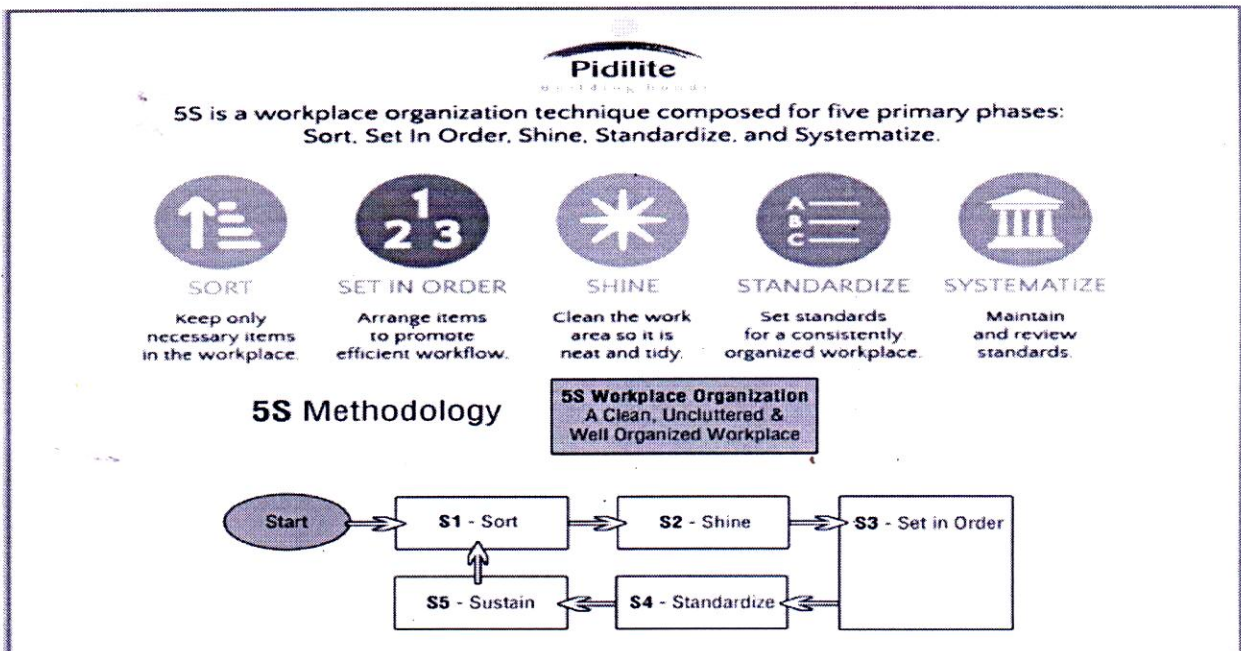 Pidilite
building bonds
5S is a workplace organization technique composed for five primary phases:
Sort, Set In Order, Shine, Standardize, and Systematize.
1
2 3
A
B
C
SORT
SET IN ORDER
SHINE
STANDARDIZE
SYSTEMATIZE
Keep only
necessary items
in the workplace.
Arrange items
to promote
efficient workflow.
Clean the work
area so it is
neat and tidy.
Set standards
for a consistently
organized workplace.
Maintain
and review
standards.
5S Methodology
5S Workplace Organization
A Clean, Uncluttered &
Well Organized Workplace
Start
S1 - Sort
S2 - Shine
S3 - Set in Order
S5 - Sustain
S4 - Standardize